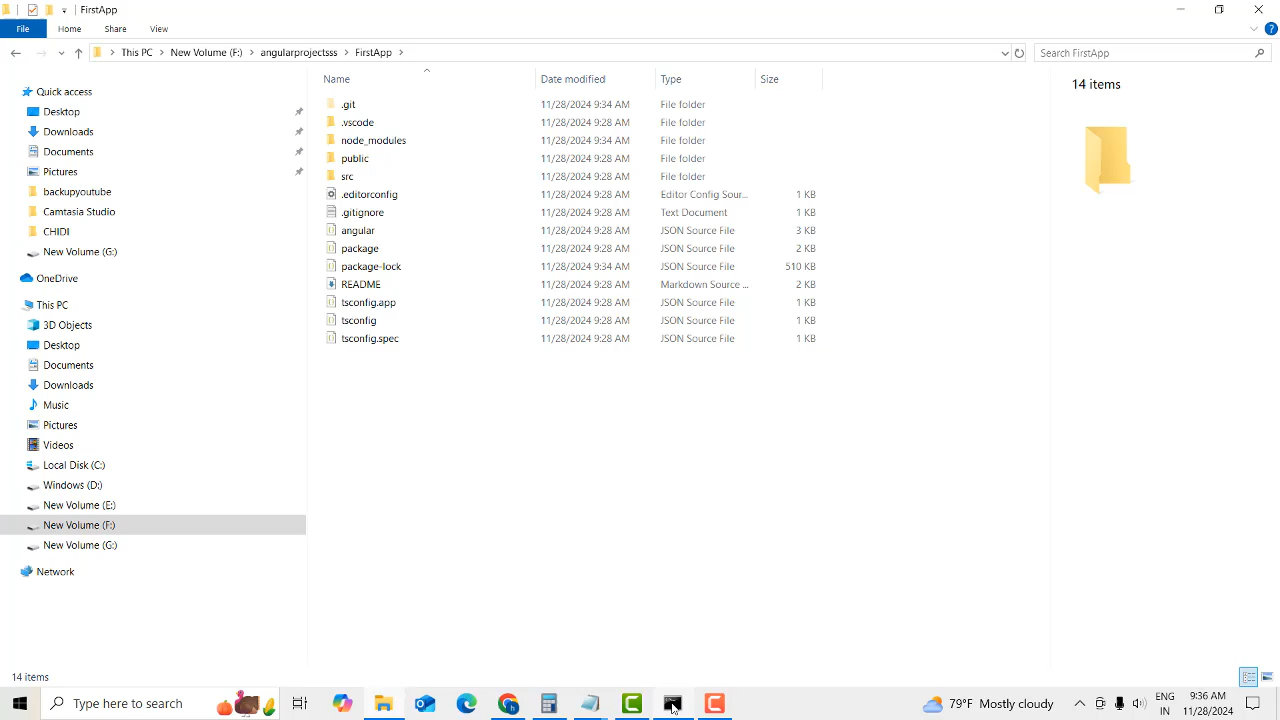 FirstApp
File Home Share View
This PC New Volume (F:) angularprojectsss FirstApp Search FirstApp
Name Date modified Type Size
14 items
Quick access
Desktop
Downloads
Documents
Pictures
backupyoutube
Camtasia Studio
CHIDI
New Volume (G:)
OneDrive
This PC
3D Objects
Desktop
Documents
Downloads
Music
Pictures
Videos
Local Disk (C:)
Windows (D:)
New Volume (E:)
New Volume (F:)
New Volume (G:)
Network
.git 11/28/2024 9:34 AM File folder
.vscode 11/28/2024 9:28 AM File folder
node_modules 11/28/2024 9:34 AM File folder
public 11/28/2024 9:28 AM File folder
src 11/28/2024 9:28 AM File folder
.editorconfig 11/28/2024 9:28 AM Editor Config Sour... 1 KB
.gitignore 11/28/2024 9:28 AM Text Document 1 KB
angular 11/28/2024 9:28 AM JSON Source File 3 KB
package 11/28/2024 9:28 AM JSON Source File 2 KB
package-lock 11/28/2024 9:34 AM JSON Source File 510 KB
README 11/28/2024 9:28 AM Markdown Source ... 2 KB
tsconfig.app 11/28/2024 9:28 AM JSON Source File 1 KB
tsconfig 11/28/2024 9:28 AM JSON Source File 1 KB
tsconfig.spec 11/28/2024 9:28 AM JSON Source File 1 KB
14 items
Type here to search
79°F Mostly cloudy
ENG
IN
9:36 AM
11/28/2024